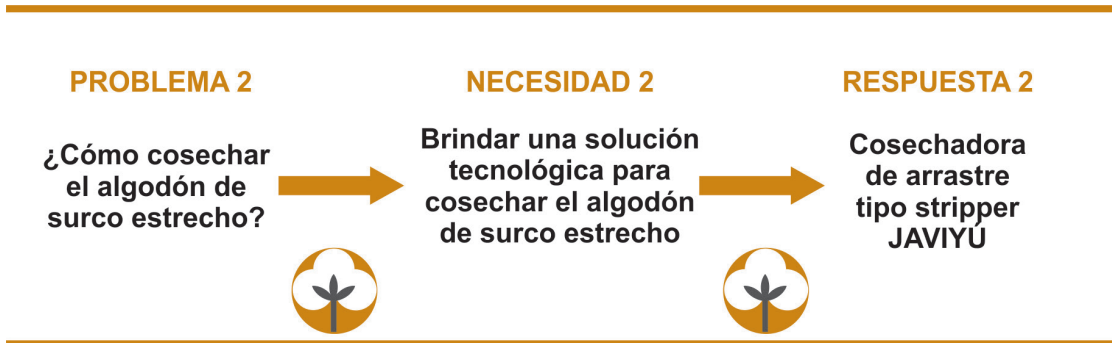 PROBLEMA 2
¿Cómo cosechar
el algodón de
surco estrecho?
NECESIDAD 2
Brindar una solución
tecnológica para
cosechar el algodón
de surco estrecho
RESPUESTA 2
Cosechadora
de arrastre
tipo stripper
JAVIYÚ